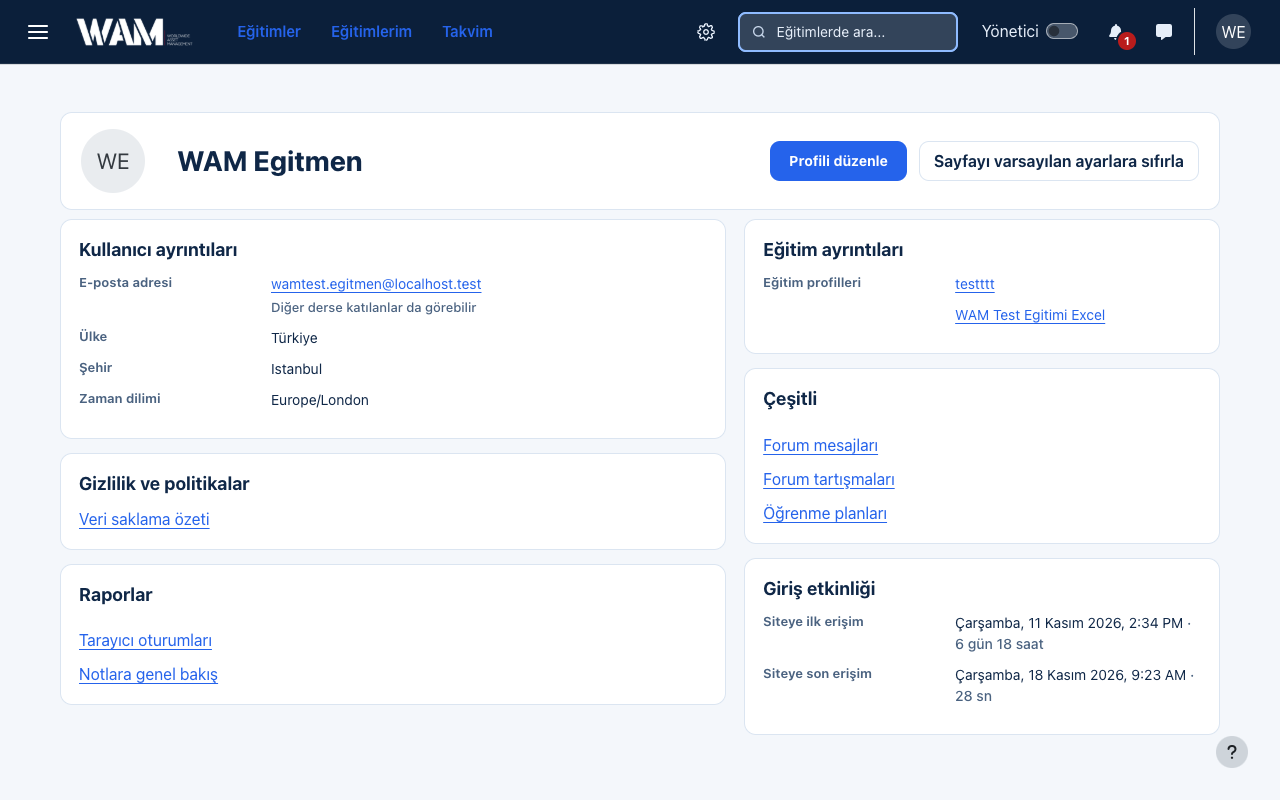 WAM
WORLDWIDE
ASSET
MANAGEMENT
Eğitimler
Eğitimlerim
Takvim
Eğitimlerde ara...
Yönetici
1
WE
WE
WAM Egitmen
Profili düzenle
Sayfayı varsayılan ayarlara sıfırla
Kullanıcı ayrıntıları
E-posta adresi
wamtest.egitmen@localhost.test
Diğer derse katılanlar da görebilir
Ülke
Türkiye
Şehir
Istanbul
Zaman dilimi
Europe/London
Gizlilik ve politikalar
Veri saklama özeti
Raporlar
Tarayıcı oturumları
Notlara genel bakış
Eğitim ayrıntıları
Eğitim profilleri
testttt
WAM Test Egitimi Excel
Çeşitli
Forum mesajları
Forum tartışmaları
Öğrenme planları
Giriş etkinliği
Siteye ilk erişim
Çarşamba, 11 Kasım 2026, 2:34 PM ·
6 gün 18 saat
Siteye son erişim
Çarşamba, 18 Kasım 2026, 9:23 AM ·
28 sn
?